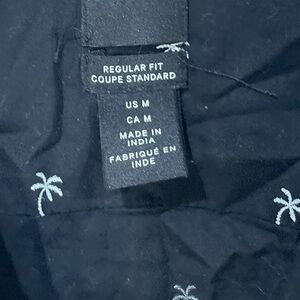 REGULAR FIT
COUPE STANDARD
US M
CA M
MADE IN
INDIA
FABRIQUÉ EN
INDE